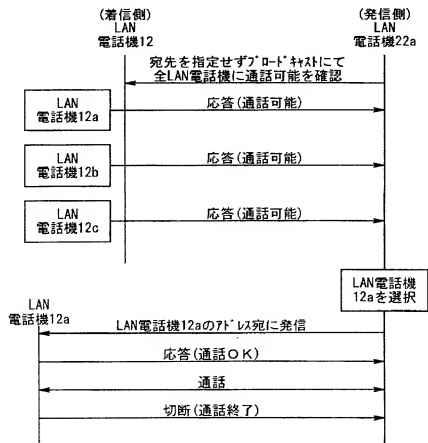 (着信側)
LAN
電話機12
(発信側)
LAN
電話機22a
宛先を指定せずﾌﾞﾛｰﾄﾞｷｬｽﾄにて
全LAN電話機に通話可能を確認
LAN
電話機12a
応答(通話可能)
LAN
電話機12b
応答(通話可能)
LAN
電話機12c
応答(通話可能)
LAN電話機
12aを選択
LAN
電話機12a
LAN電話機12aのｱﾄﾞﾚｽ宛に発信
応答(通話OK)
通話
切断(通話終了)